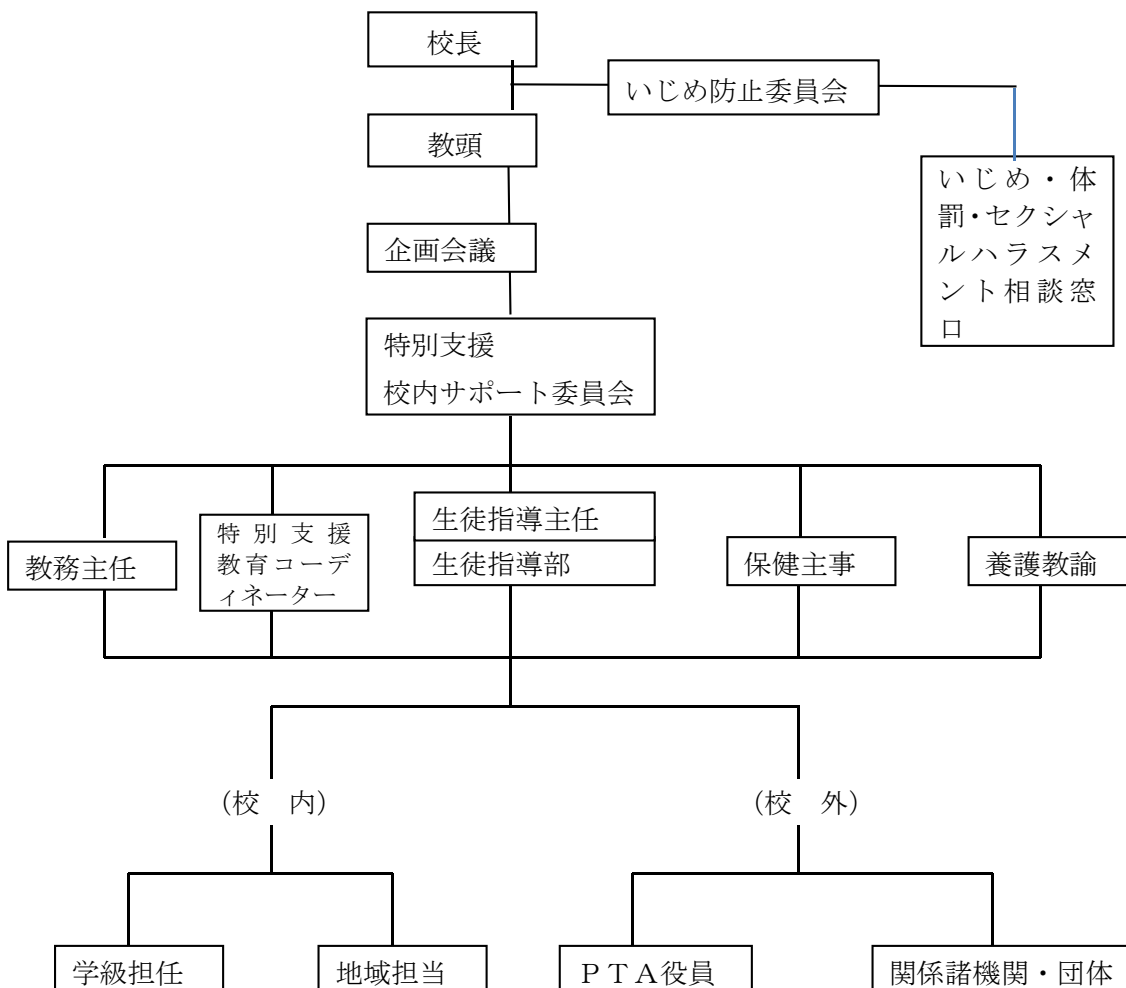 校長
いじめ防止委員会
教頭
いじめ・体
罰・セクシャ
ルハラスメ
ント相談窓
口
企画会議
特別支援
校内サポート委員会
教務主任
特別支援
教育コーデ
ィネーター
生徒指導主任
生徒指導部
保健主事
養護教諭
(校　内)
(校　外)
学級担任
地域担当
ＰＴＡ役員
関係諸機関・団体